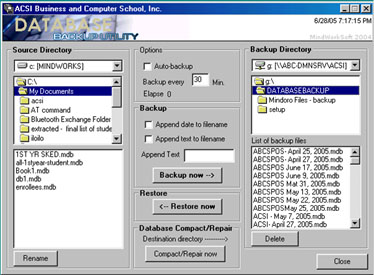 ACSI Business and Computer School, Inc.
DATABASE
BACKUP UTILITY
6/28/05 7:17:15 PM
MindWorkSoft 2004
Source Directory
c: [MINDWORKS]
C:\
My Documents
acsi
AT command
Bluetooth Exchange Folder
extracted - final list of stude
iloilo
1ST YR SKED.mdb
all-1styear-student.mdb
Book1.mdb
db1.mdb
enrollees.mdb
Rename
Options
Auto-backup
Backup every 30 Min.
Elapse ()
Backup
Append date to filename
Append text to filename
Append Text
Backup now -->
Restore
<-- Restore now
Database Compact/Repair
Destination directory ----------->
Compact/Repair now
Backup Directory
g: [\\ABC-DMNSRV\ACSI]
g:\
DATABASEBACKUP
Mindoro Files - backup
setup
List of backup files
ABCSPOS- April 25, 2005.mdb
ABCSPOS April 27, 2005.mdb
ABCSPOS June 17, 2005.mdb
ABCSPOS June 9, 2005.mdb
ABCSPOS Mat 31, 2005.mdb
ABCSPOS May 13, 2005.mdb
ABCSPOS May 22, 2005.mdb
ABCSPOSMay 25, 2005.mdb
ACSI - May 7, 2005.mdb
ACSI- April 27, 2005.mdb
Delete
Close